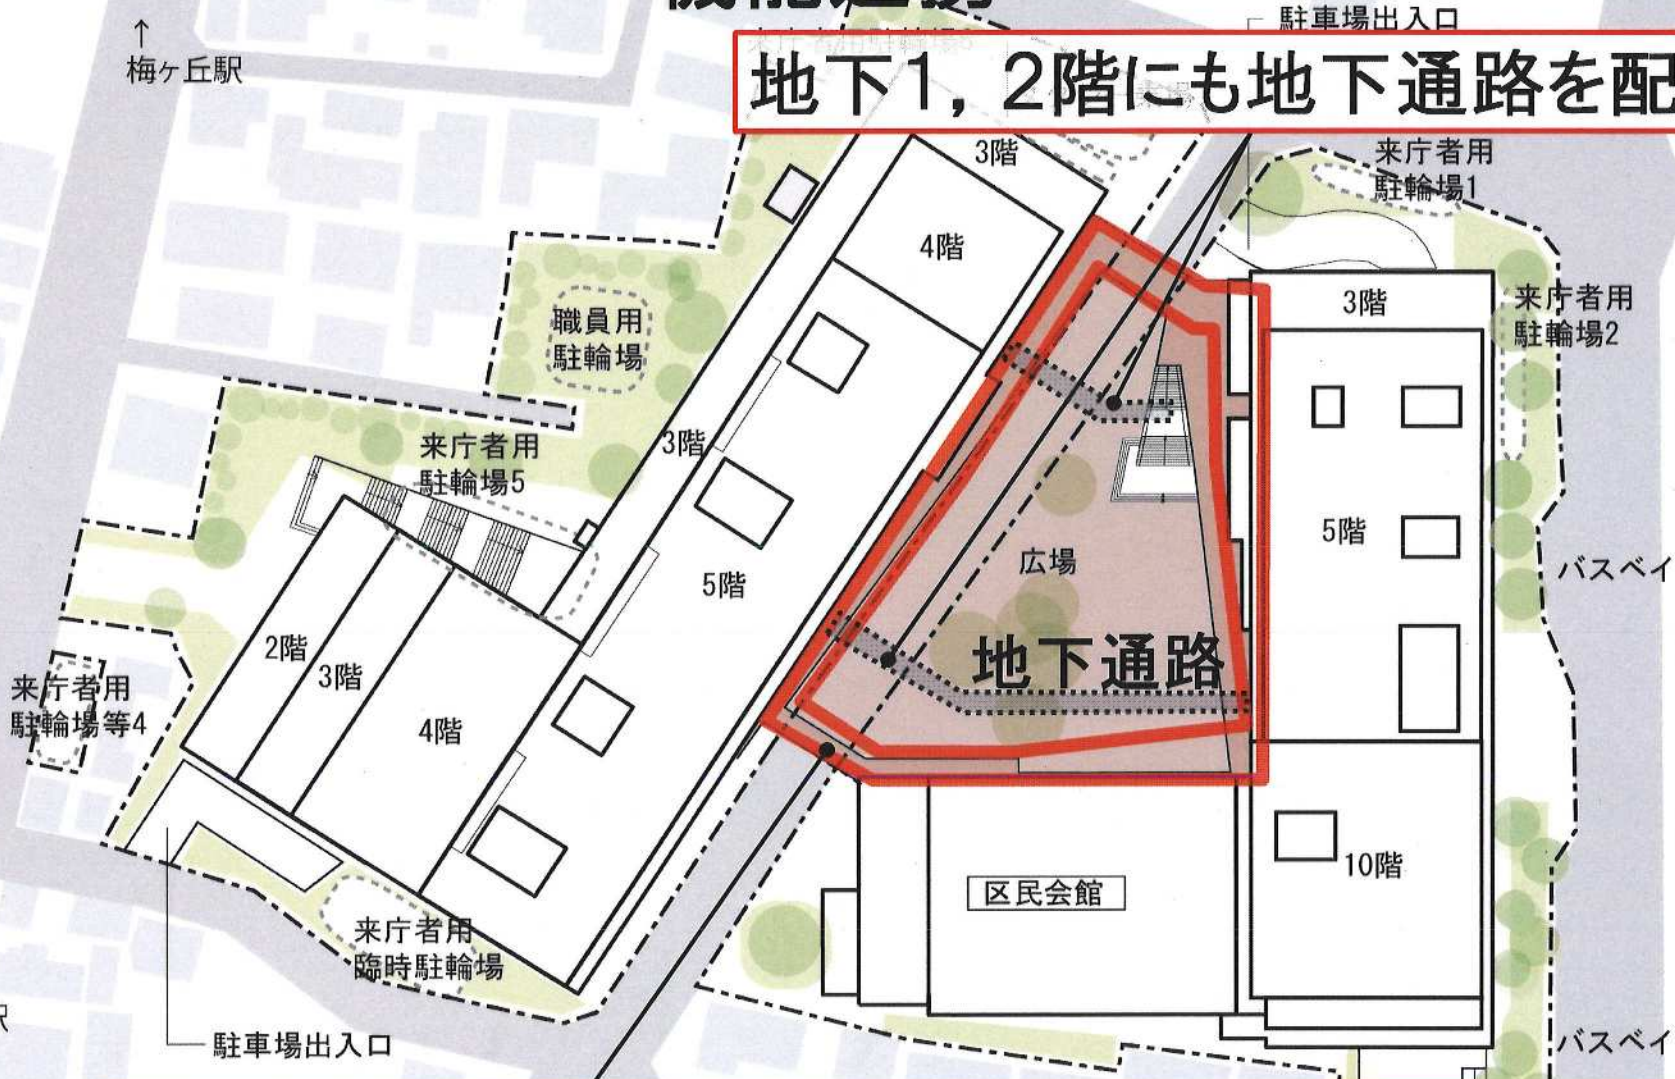 駐車場出入口
↑
梅ヶ丘駅
地下1，2階にも地下通路を配
来庁者用
駐輪場1
3階
4階
3階
来庁者用
駐輪場2
職員用
駐輪場
来庁者用
駐輪場5
3階
5階
5階
広場
バスベイ
地下通路
2階
3階
4階
来庁者用
駐輪場等4
10階
区民会館
来庁者用
臨時駐輪場
駐車場出入口
バスベイ